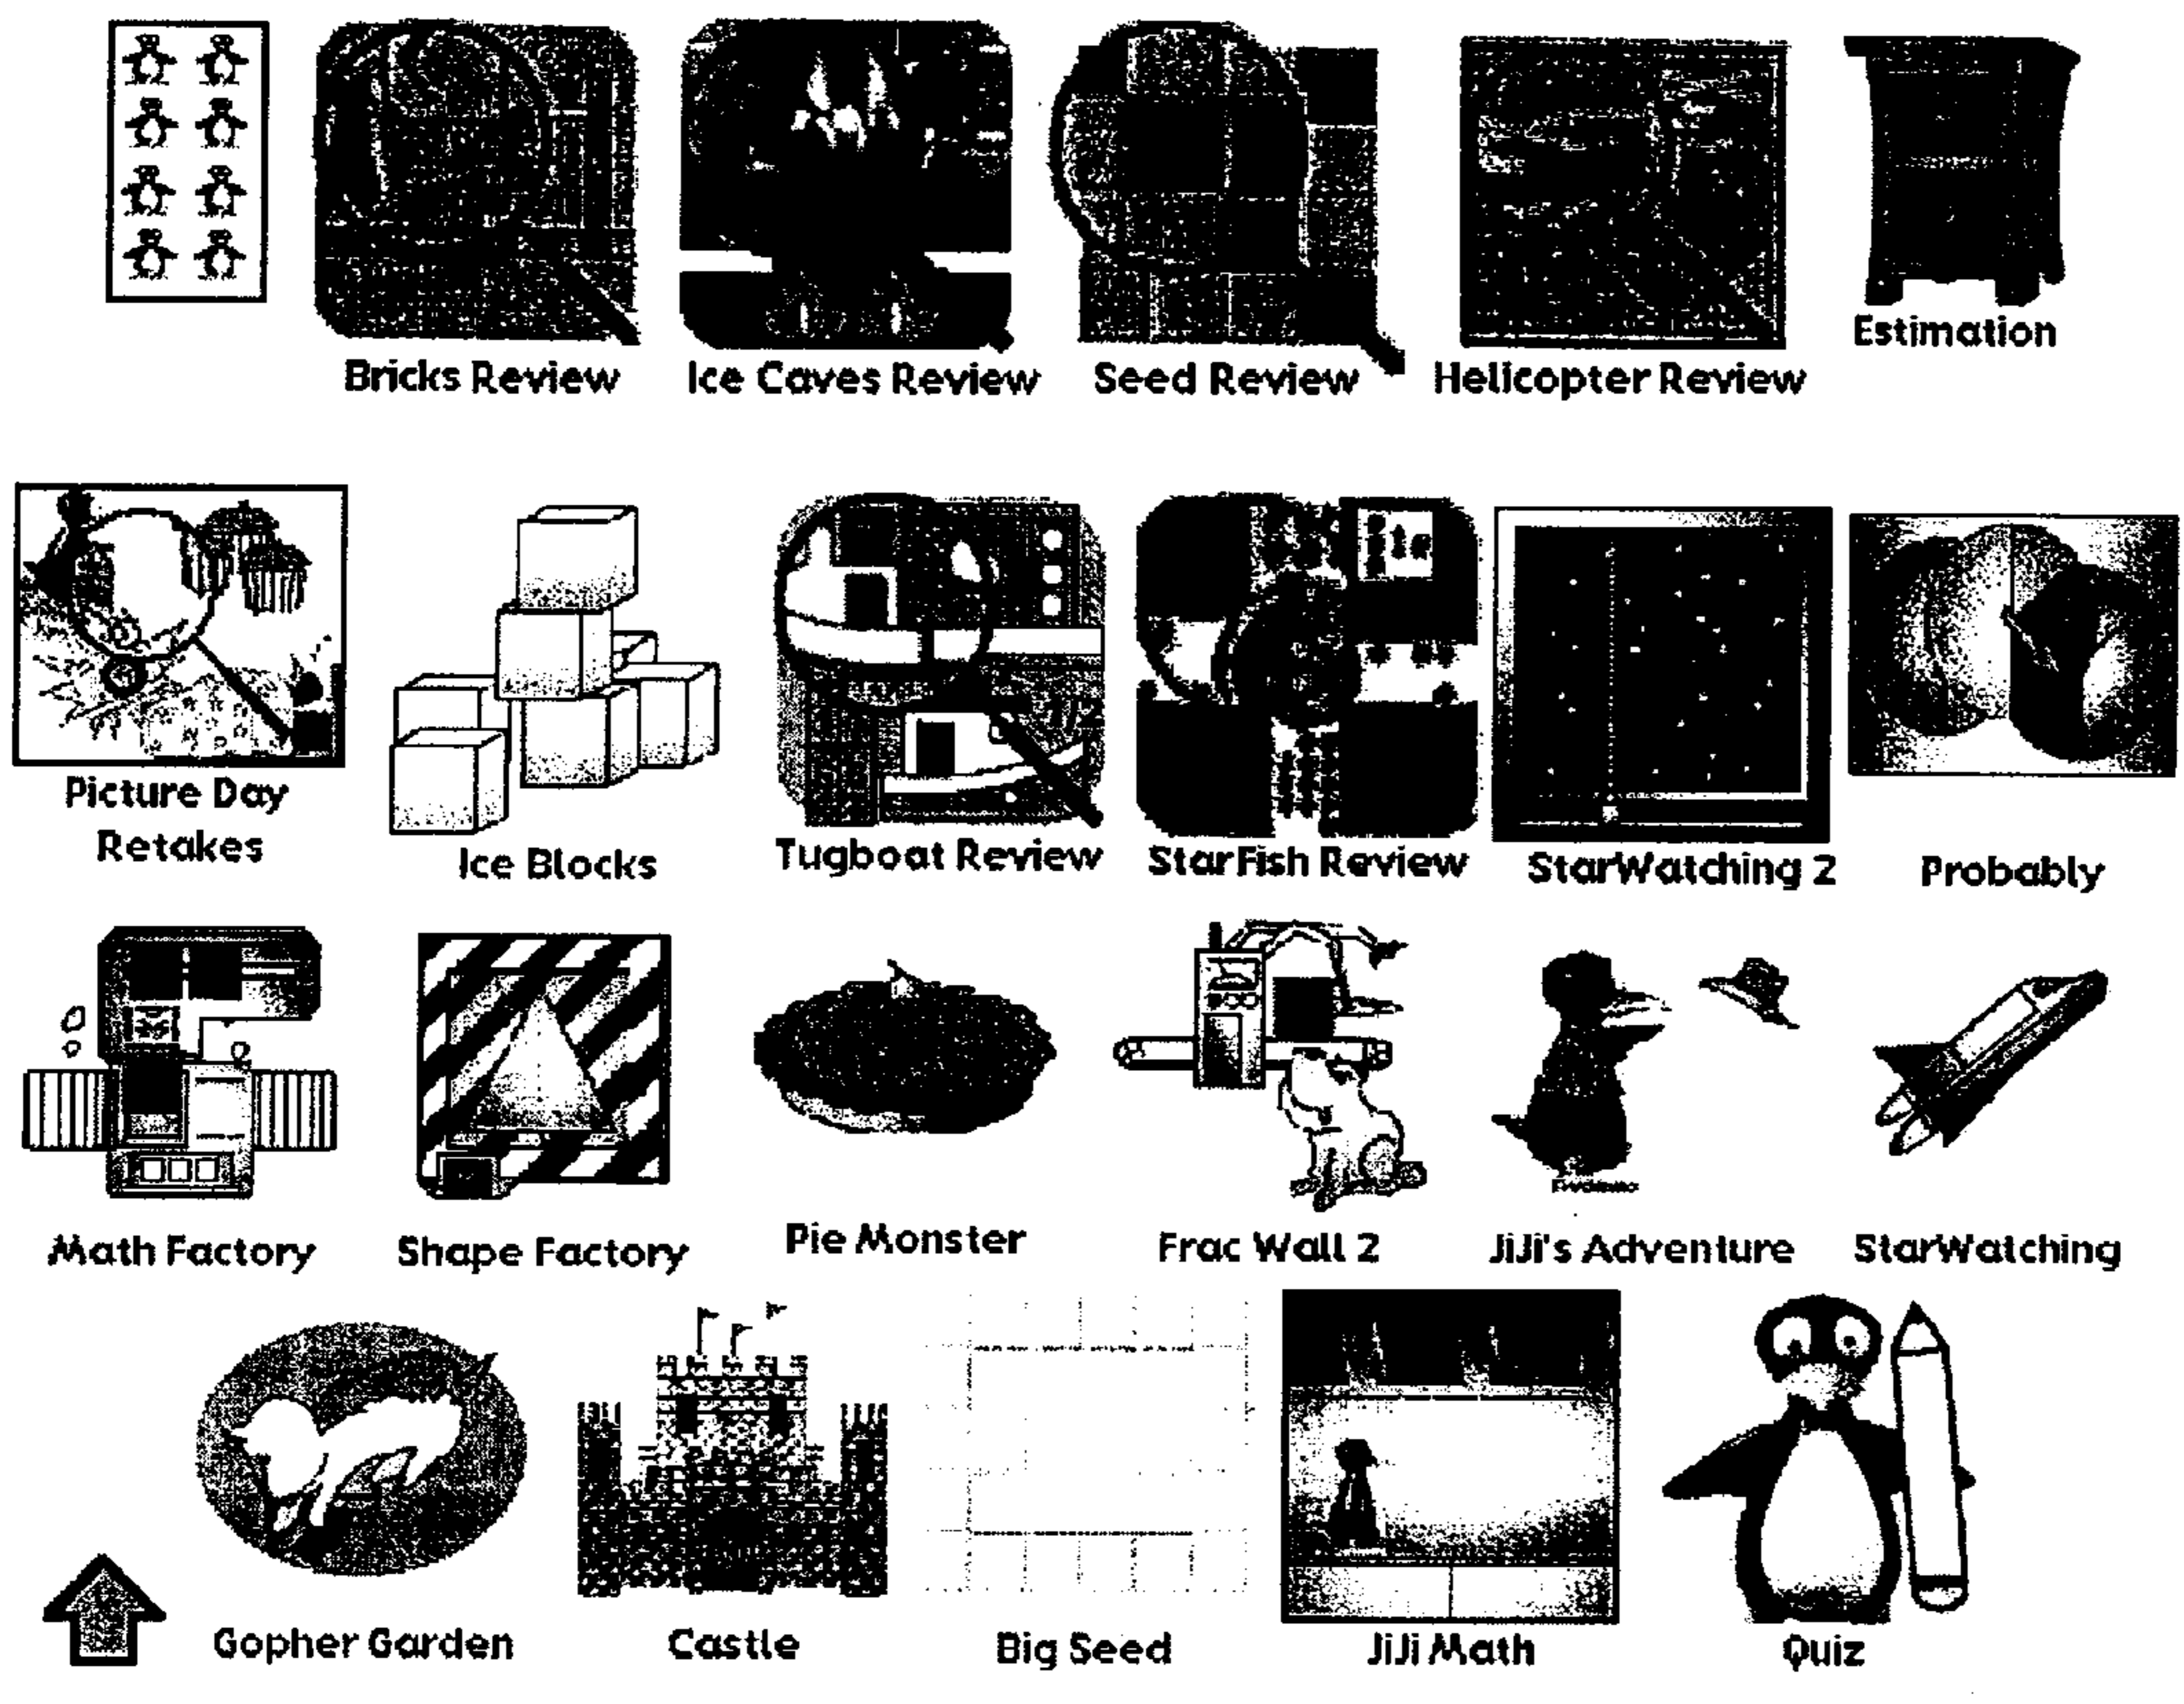 Bricks Review
Ice Caves Review
Seed Review
Helicopter Review
Estimation
Picture Day
Retakes
Ice Blocks
Tugboat Review
StarFish Review
StarWatching 2
Probably
Math Factory
Shape Factory
Pie Monster
Frac Wall 2
JiJi's Adventure
StarWatching
Gopher Garden
Castle
Big Seed
JiJi Math
Quiz